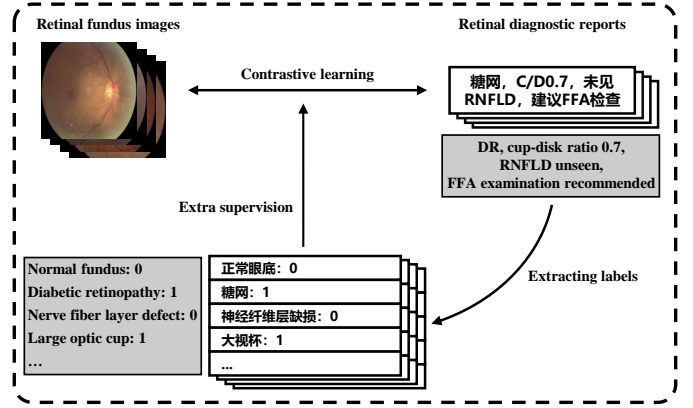 Retinal fundus images
Retinal diagnostic reports
Contrastive learning
糖网，C/D0.7，未见
RNFLD，建议FFA检查
DR, cup-disk ratio 0.7,
RNFLD unseen,
FFA examination recommended
Extra supervision
Extracting labels
Normal fundus: 0
Diabetic retinopathy: 1
Nerve fiber layer defect: 0
Large optic cup: 1
…
正常眼底：0
糖网：1
神经纤维层缺损：0
大视杯：1
...